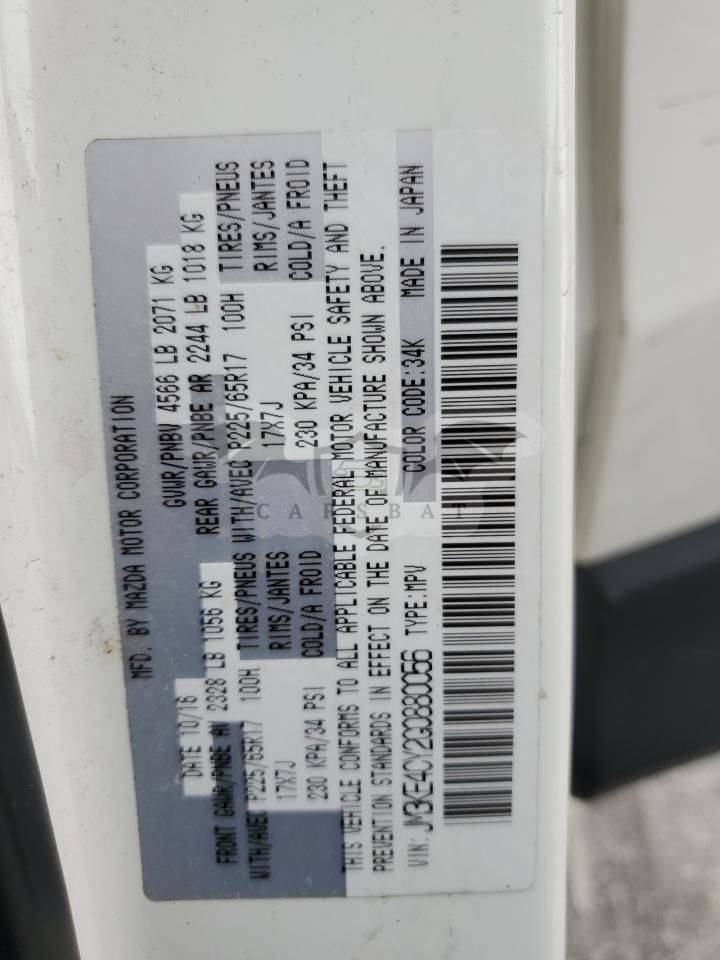 MFD. BY MAZDA MOTOR CORPORATION
DATE 10/16 GVWR/PNBV 4566 LB 2071 KG
FRONT GAWR/PNBE AV 2328 LB 1056 KG REAR GAWR/PNBE AR 2244 LB 1018 KG
WITH/AVEC P225/65R17 100H TIRES/PNEUS WITH/AVEC P225/65R17 100H TIRES/PNEUS
17X7J RIMS/JANTES 17X7J RIMS/JANTES
230 KPA/34 PSI COLD/A FROID 230 KPA/34 PSI COLD/A FROID
THIS VEHICLE CONFORMS TO ALL APPLICABLE FEDERAL MOTOR VEHICLE SAFETY AND THEFT
PREVENTION STANDARDS IN EFFECT ON THE DATE OF MANUFACTURE SHOWN ABOVE.
VIN: JM3KE4CY2G0880056 TYPE:MPV COLOR CODE:34K MADE IN JAPAN
CARSBAT